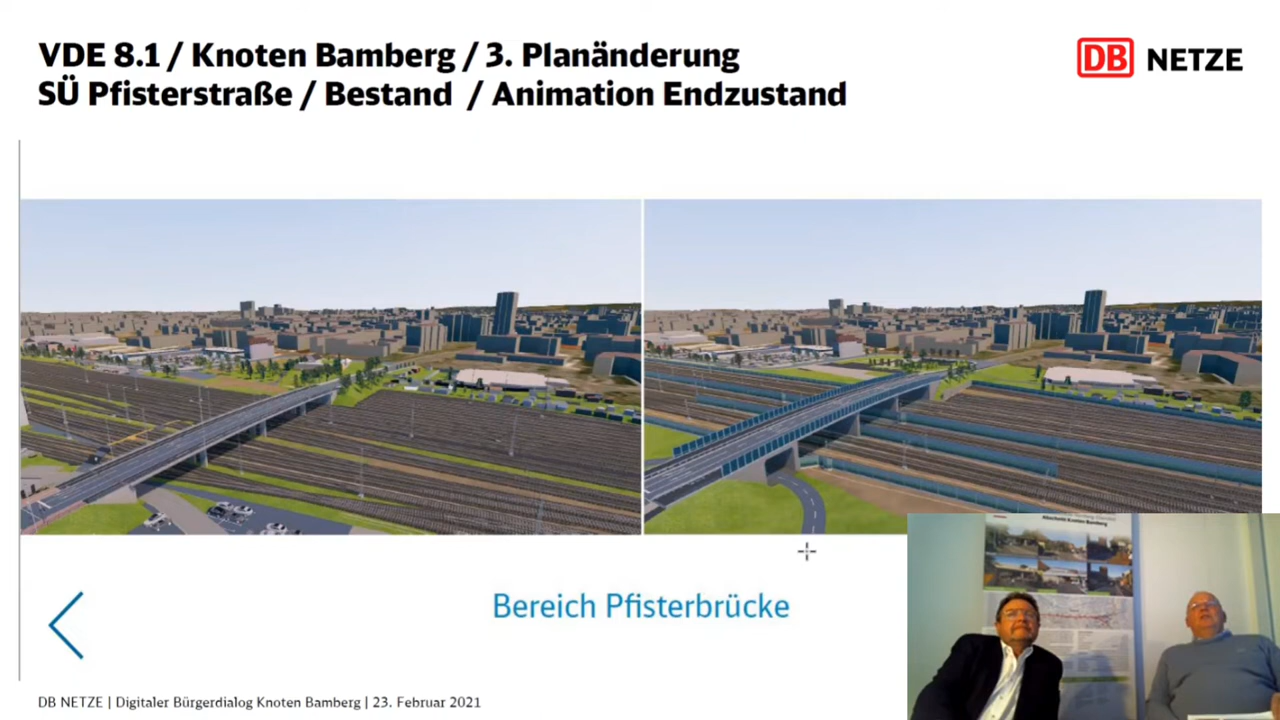 VDE 8.1 / Knoten Bamberg / 3. Planänderung
SÜ Pfisterstraße / Bestand / Animation Endzustand
DB NETZE
Abschnitt Knoten Bamberg
Bereich Pfisterbrücke
DB NETZE | Digitaler Bürgerdialog Knoten Bamberg | 23. Februar 2021